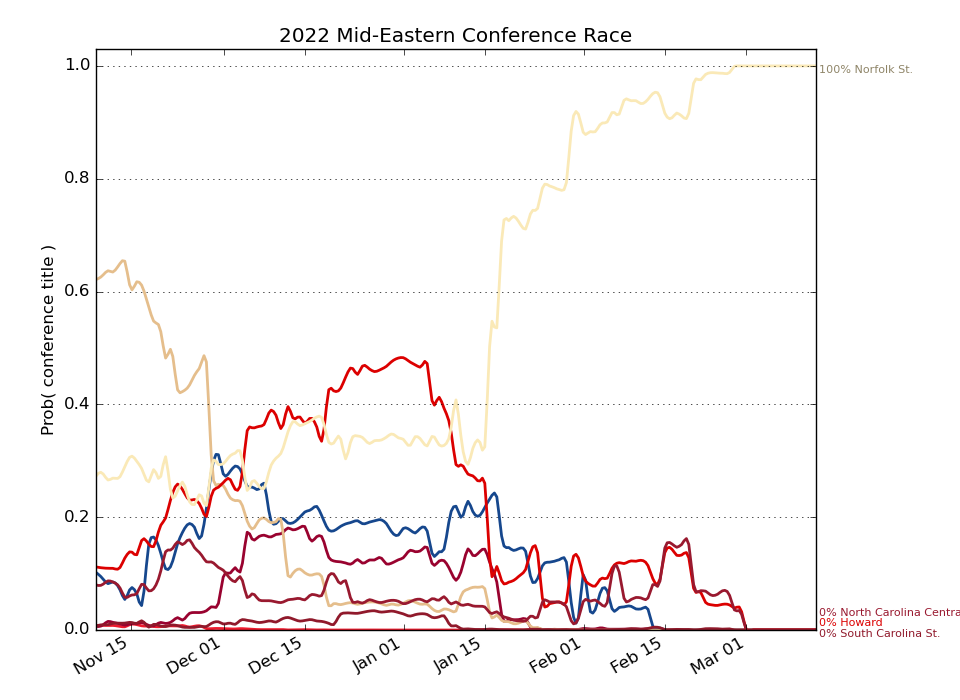 2022 Mid-Eastern Conference Race
Prob( conference title )
1.0
0.8
0.6
0.4
0.2
0.0
Nov 15
Dec 01
Dec 15
Jan 01
Jan 15
Feb 01
Feb 15
Mar 01
100% Norfolk St.
0% North Carolina Centra
0% Howard
0% South Carolina St.